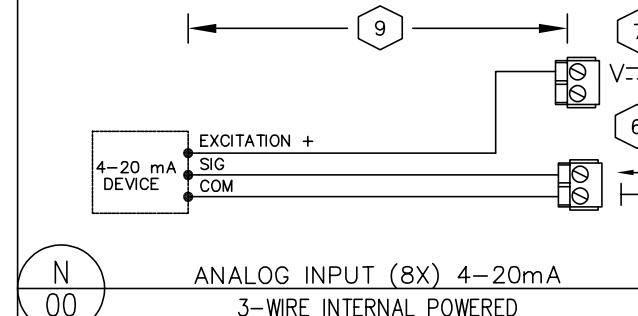 9
7
V
6
EXCITATION +
4-20 mA
DEVICE
SIG
COM
N
00
ANALOG INPUT (8X) 4-20mA
3-WIRE INTERNAL POWERED